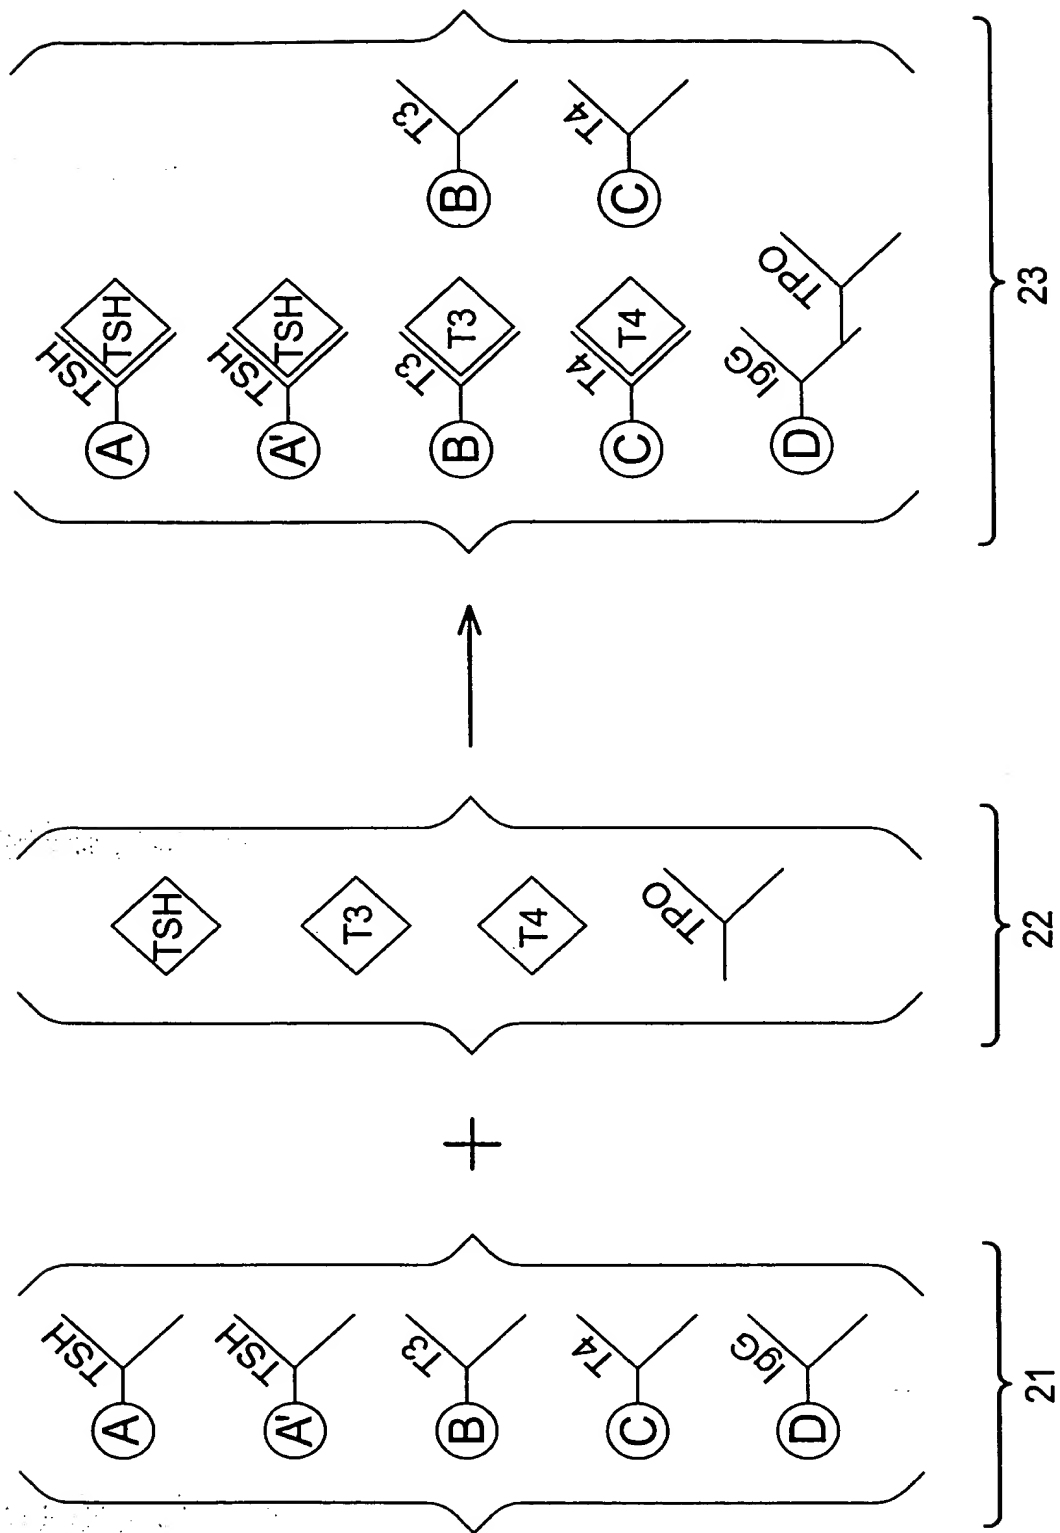 A TSH
A' TSH
B T3
C T4
D IgG
21
+
TSH
T3
T4
TPO
22
A TSH TSH
A' TSH TSH
B T3 T3
B T3
C T4 T4
C T4
D IgG TPO
23